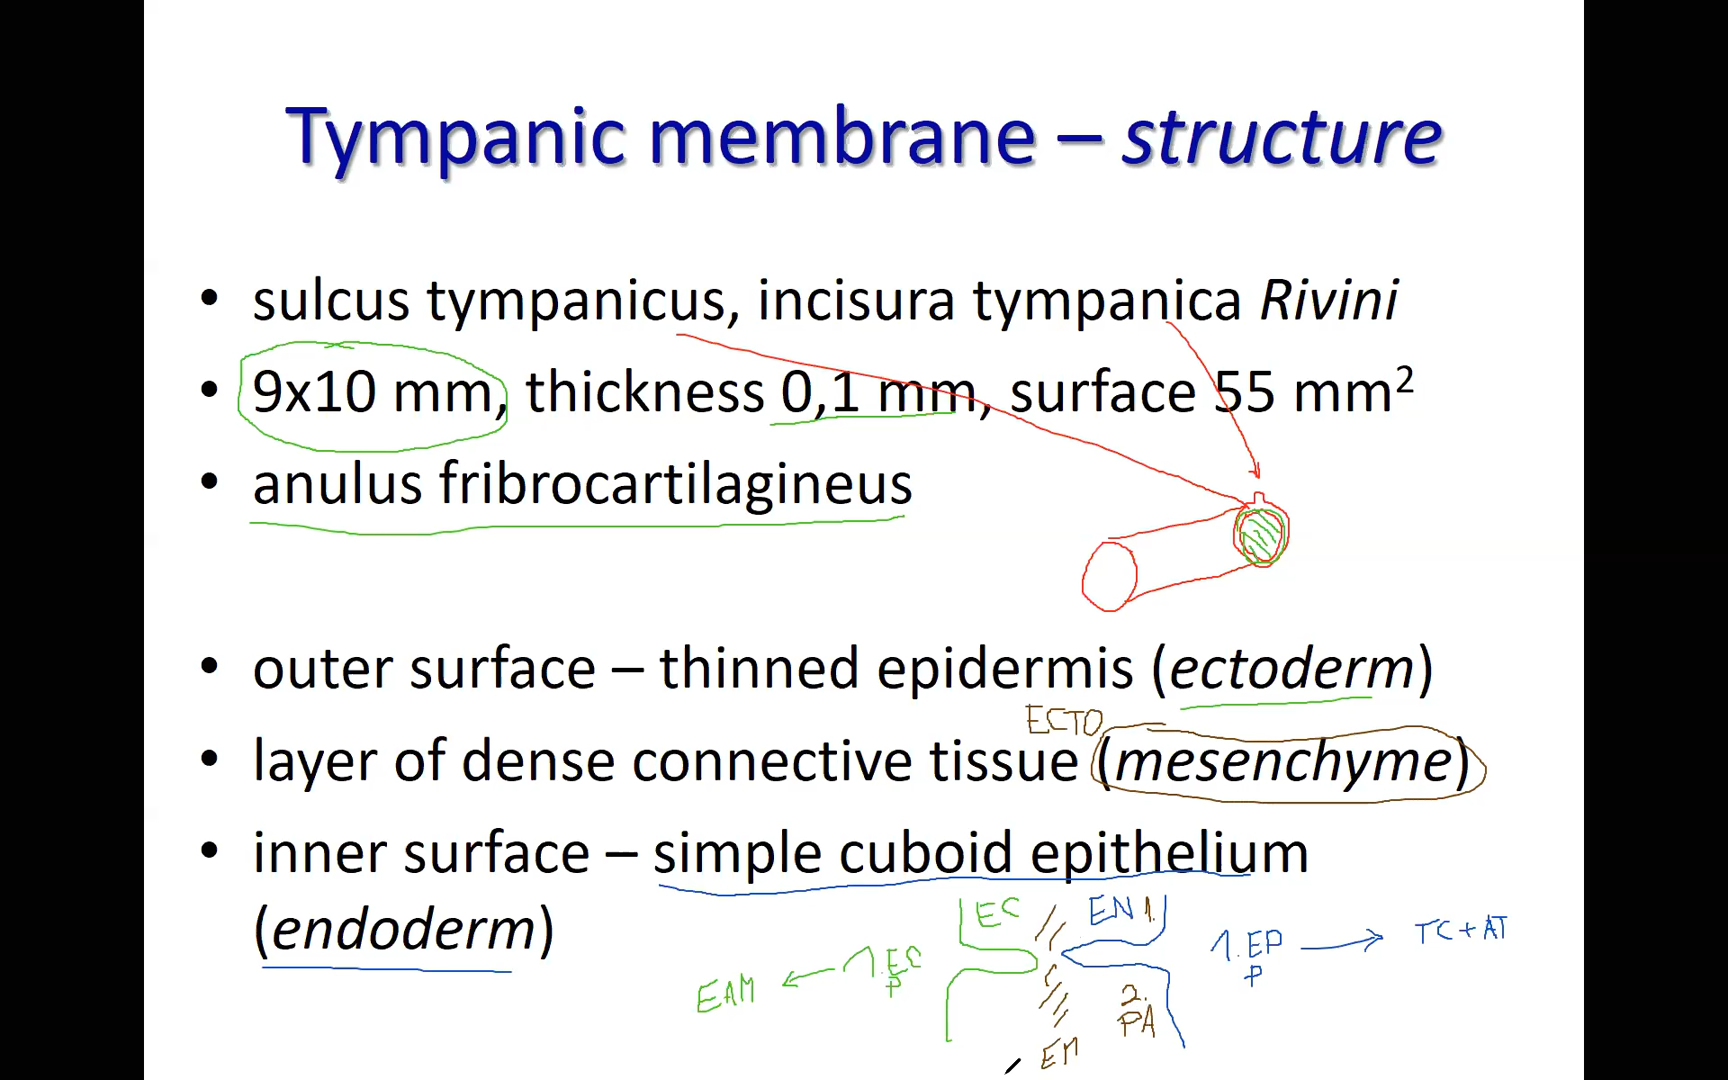 Tympanic membrane – structure
• sulcus tympanicus, incisura tympanica Rivini
• 9x10 mm, thickness 0,1 mm, surface 55 mm²
• anulus fribrocartilagineus
• outer surface – thinned epidermis (ectoderm)
ECTO
• layer of dense connective tissue (mesenchyme)
• inner surface – simple cuboid epithelium
(endoderm)
EC EN 1.
EAM 1. EC P 1. EP P TC + AT
2. PA
EM